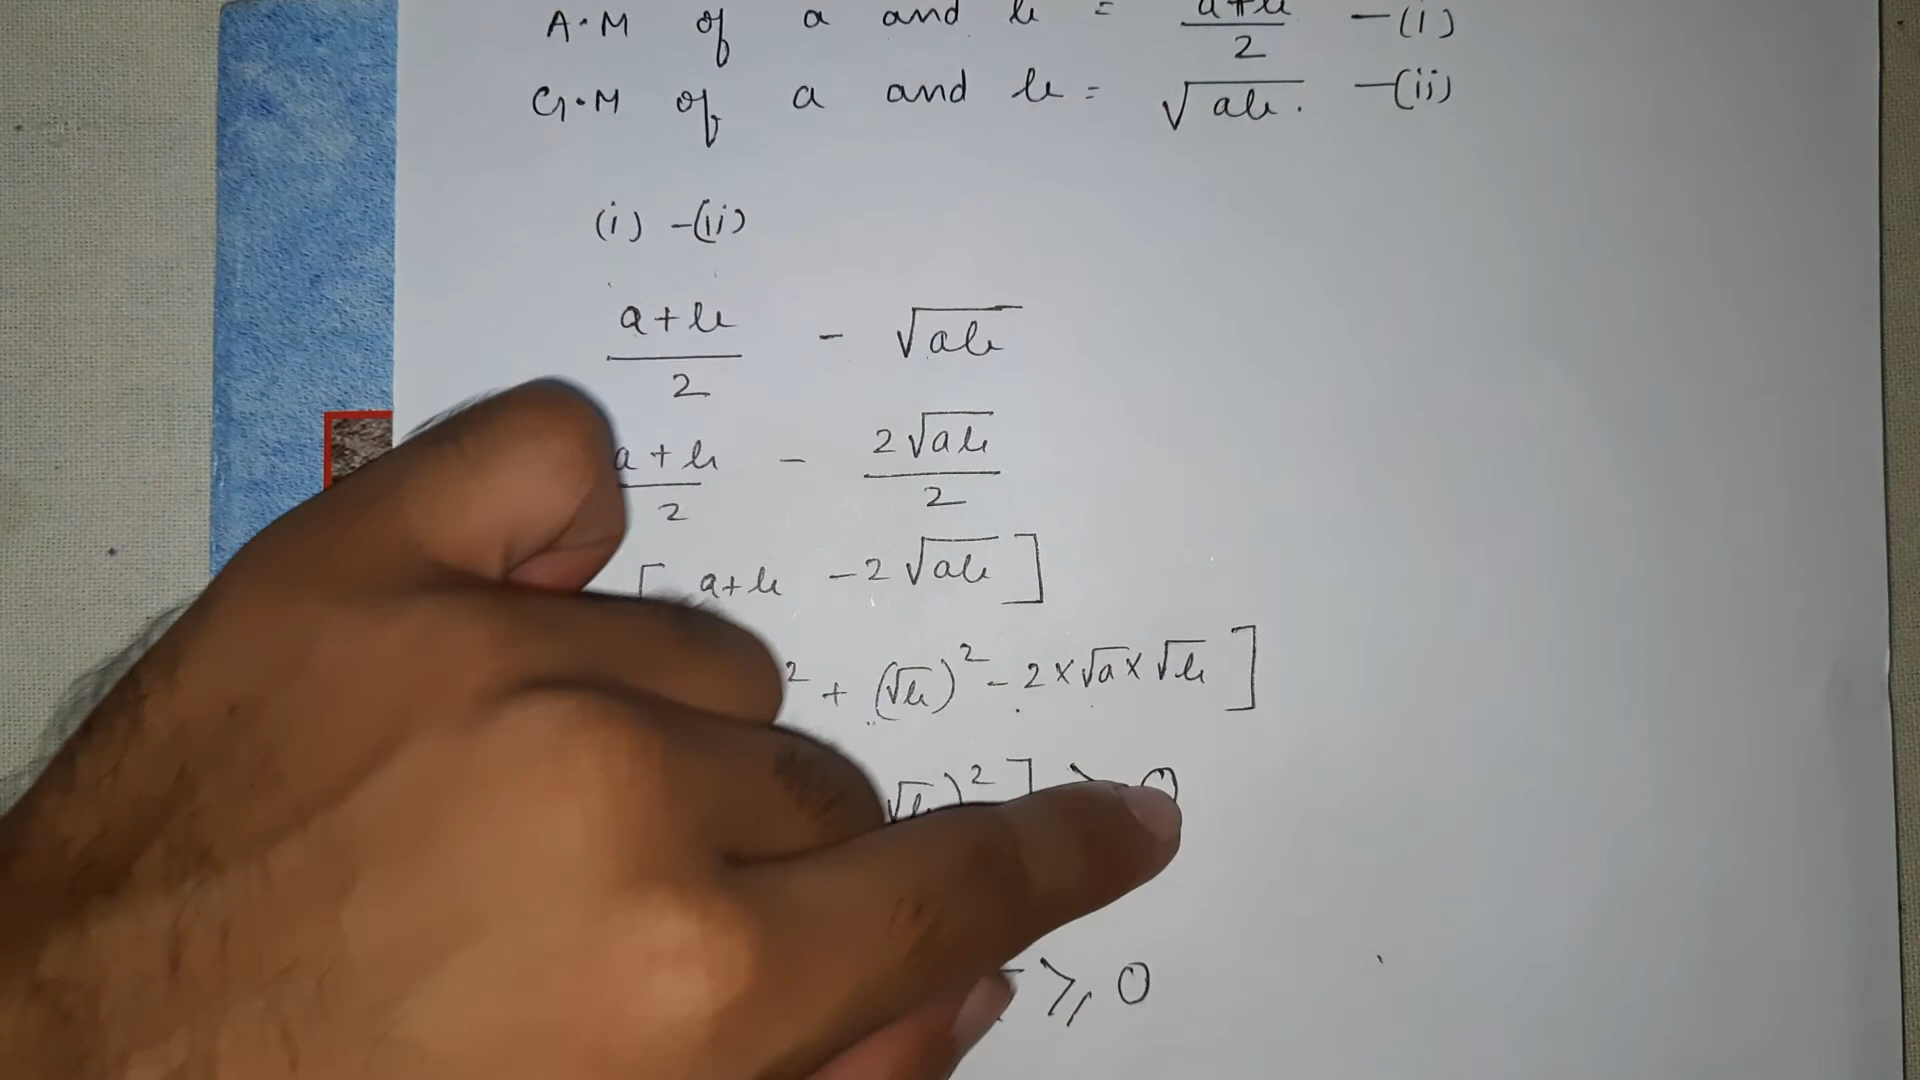 A.M of a and b = a+b/2 -(i)
G.M of a and b = √ab. -(ii)
(i) -(ii)
a+b/2 - √ab
a+b/2 - 2√ab/2
[ a+b -2√ab ]
2 + (√b)2 - 2×√a×√b ]
√b)2 ] 0
≥ 0